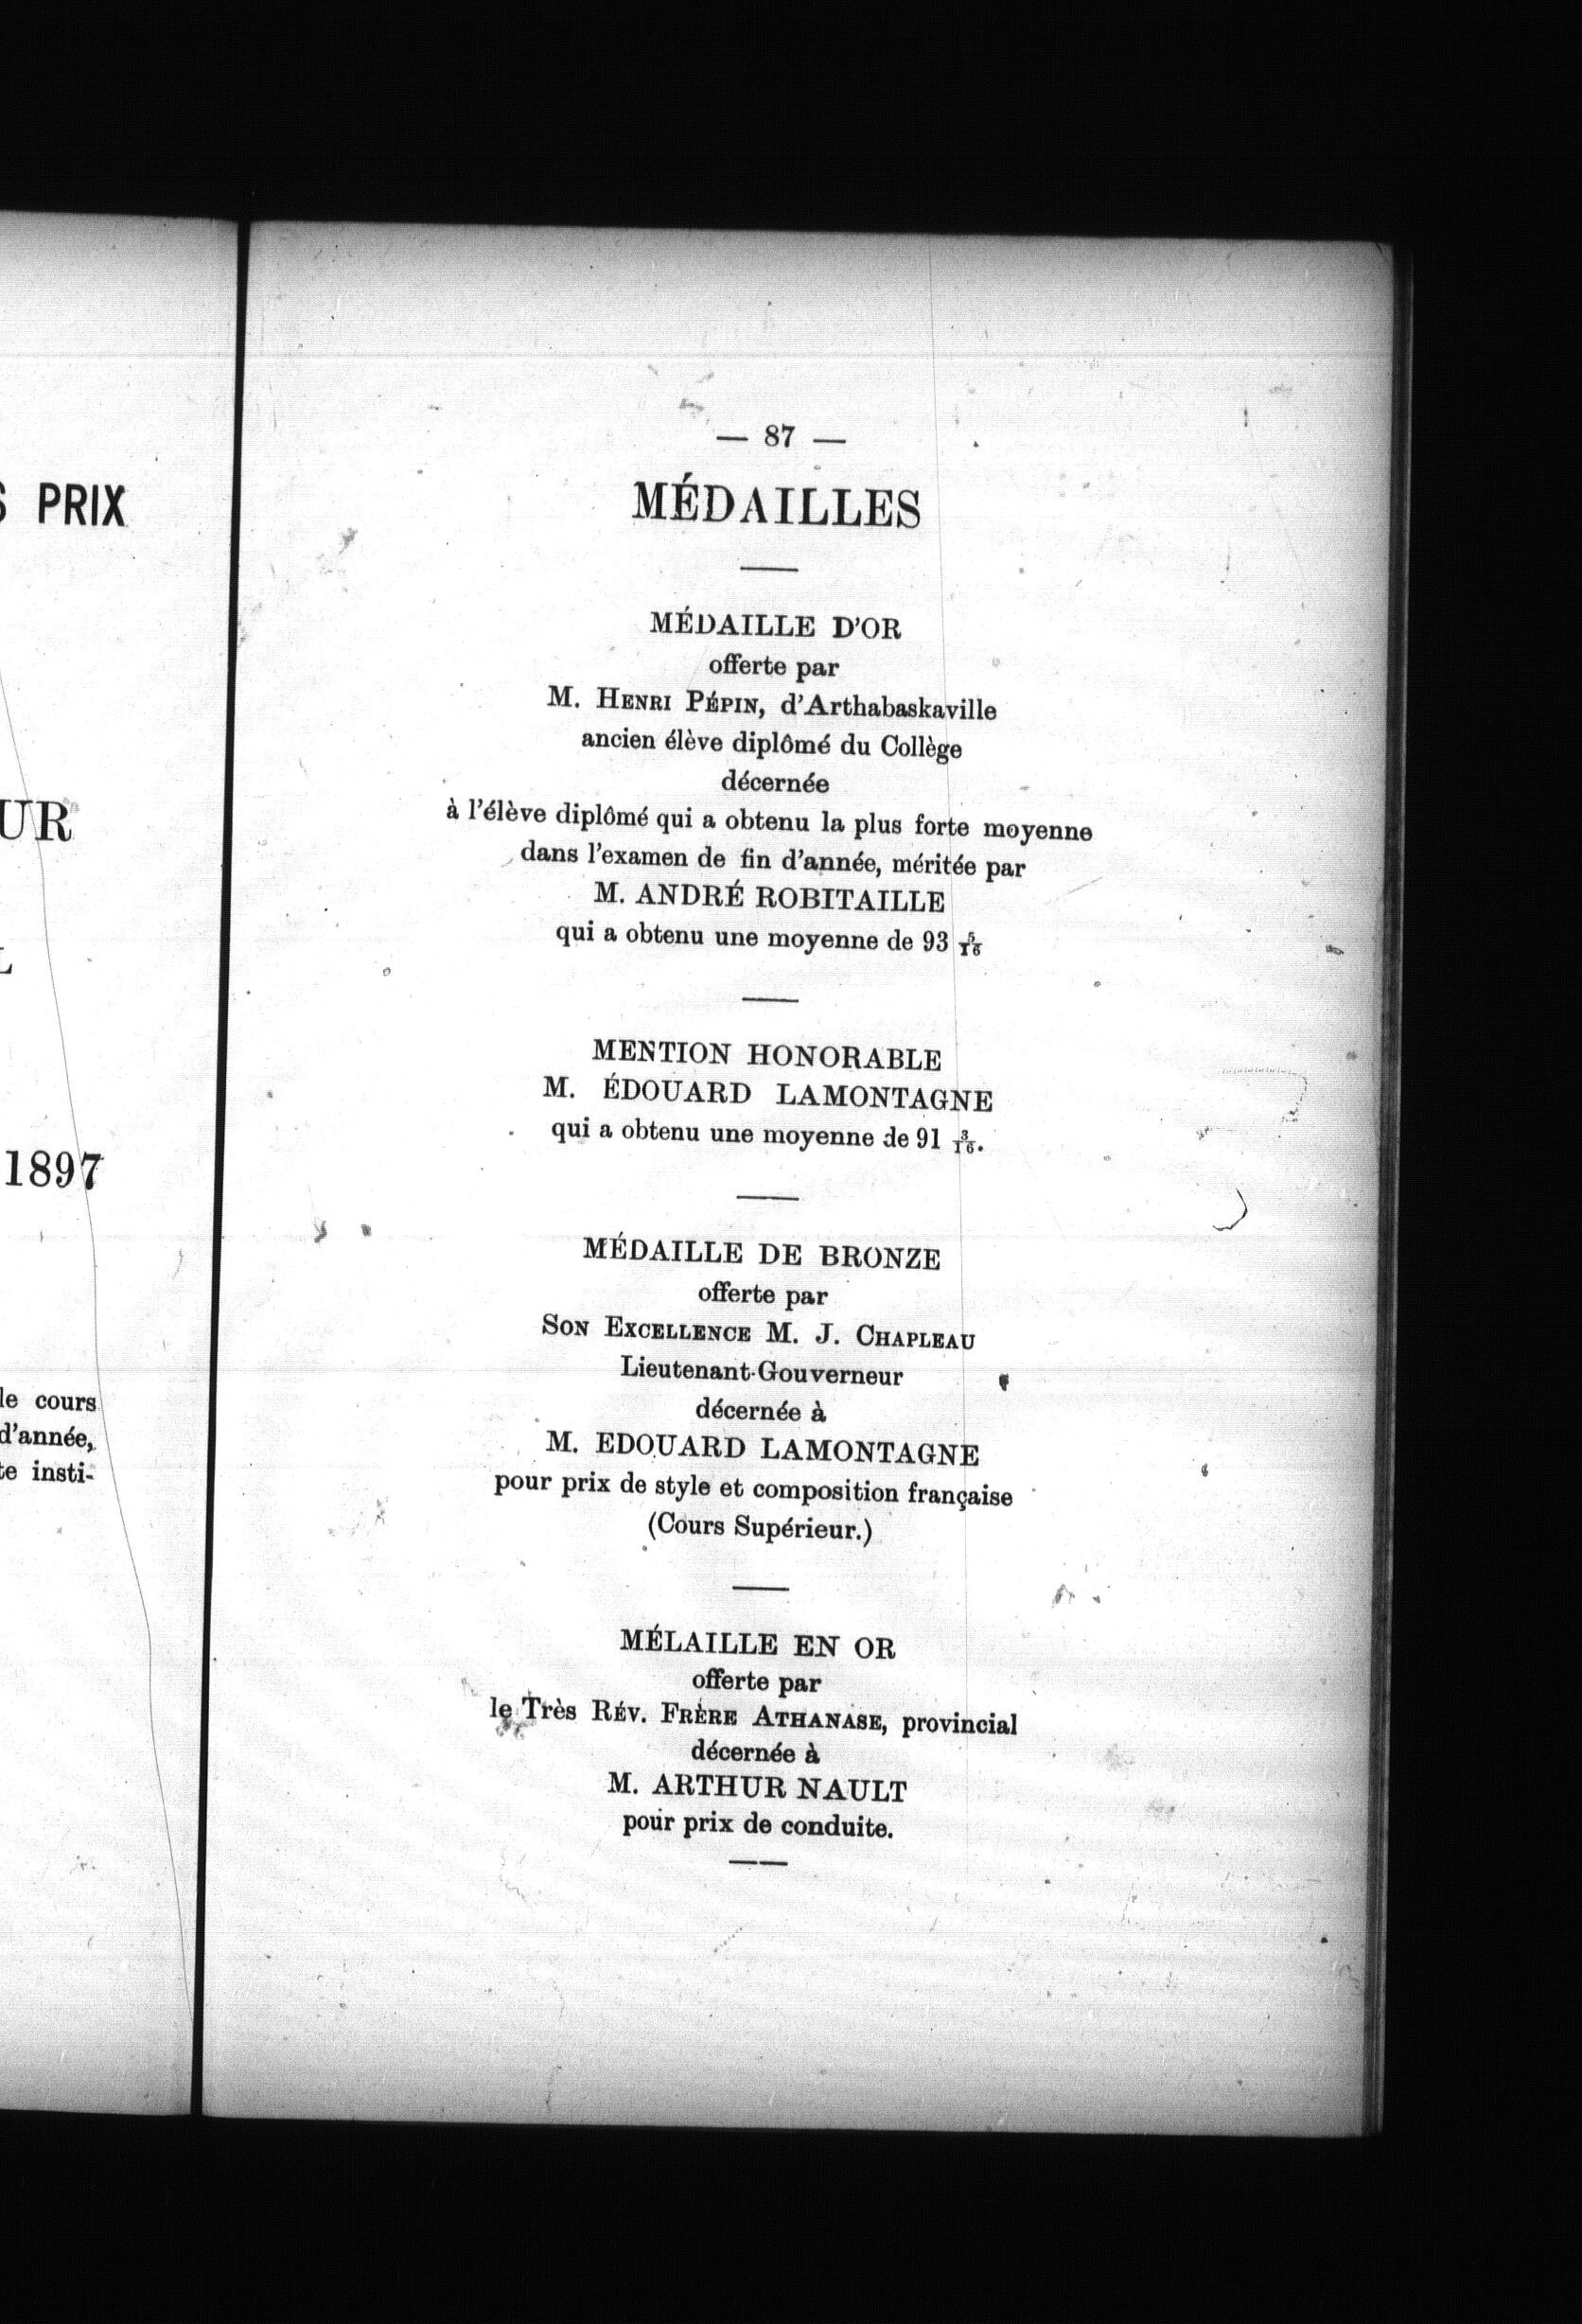 PRIX
UR
L
1897
le cours
d'année,
te insti-
— 87 —
MÉDAILLES
MÉDAILLE D'OR
offerte par
M. HENRI PÉPIN, d'Arthabaskaville
ancien élève diplômé du Collège
décernée
à l'élève diplômé qui a obtenu la plus forte moyenne
dans l'examen de fin d'année, méritée par
M. ANDRÉ ROBITAILLE
qui a obtenu une moyenne de 93 5/16
MENTION HONORABLE
M. ÉDOUARD LAMONTAGNE
qui a obtenu une moyenne de 91 3/16.
MÉDAILLE DE BRONZE
offerte par
SON EXCELLENCE M. J. CHAPLEAU
Lieutenant-Gouverneur
décernée à
M. EDOUARD LAMONTAGNE
pour prix de style et composition française
(Cours Supérieur.)
MÉLAILLE EN OR
offerte par
le Très RÉV. FRÈRE ATHANASE, provincial
décernée à
M. ARTHUR NAULT
pour prix de conduite.